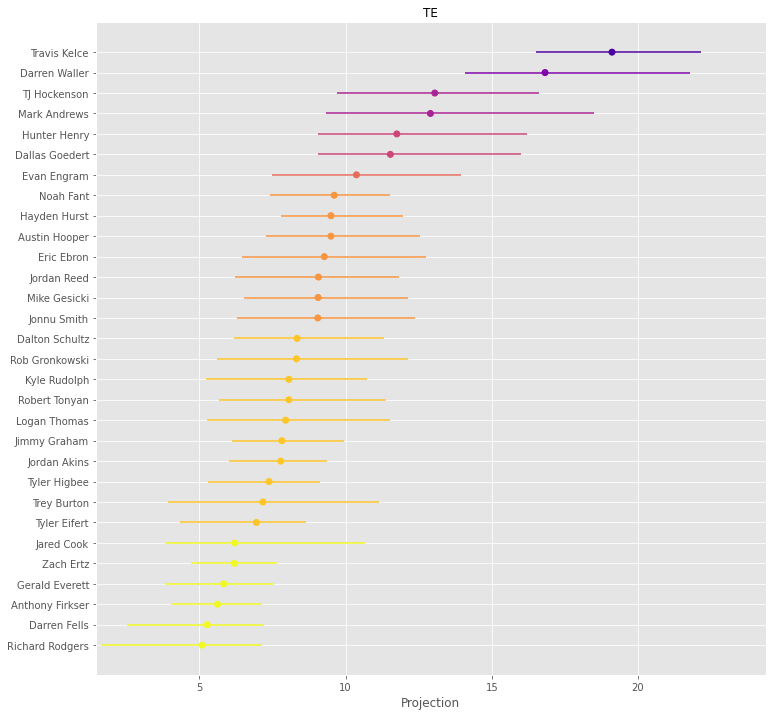 TE
Travis Kelce
Darren Waller
TJ Hockenson
Mark Andrews
Hunter Henry
Dallas Goedert
Evan Engram
Noah Fant
Hayden Hurst
Austin Hooper
Eric Ebron
Jordan Reed
Mike Gesicki
Jonnu Smith
Dalton Schultz
Rob Gronkowski
Kyle Rudolph
Robert Tonyan
Logan Thomas
Jimmy Graham
Jordan Akins
Tyler Higbee
Trey Burton
Tyler Eifert
Jared Cook
Zach Ertz
Gerald Everett
Anthony Firkser
Darren Fells
Richard Rodgers
5 10 15 20
Projection